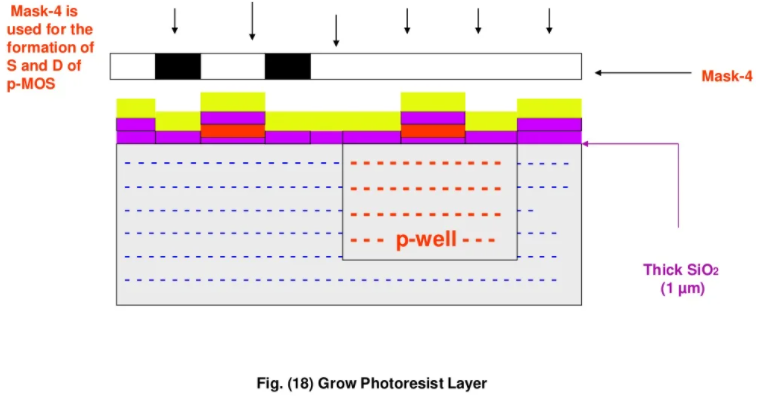 Mask-4 is
used for the
formation of
S and D of
p-MOS
Mask-4
p-well
Thick SiO₂
(1 μm)
Fig. (18) Grow Photoresist Layer